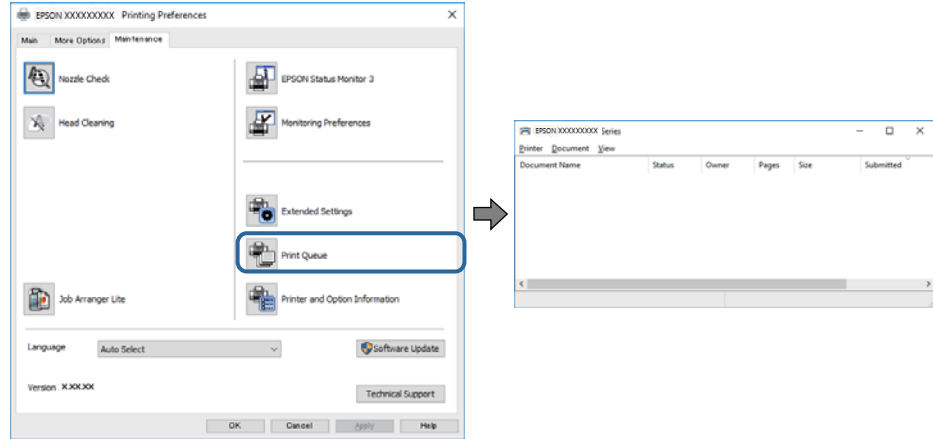 EPSON XXXXXXXXX Printing Preferences
Main More Options Maintenance
Nozzle Check
EPSON Status Monitor 3
Head Cleaning
Monitoring Preferences
Extended Settings
Print Queue
Job Arranger Lite
Printer and Option Information
Language Auto Select
Software Update
Version X.XX.XX
Technical Support
OK Cancel Apply Help
EPSON XXXXXXXXX Series
Printer Document View
Document Name Status Owner Pages Size Submitted